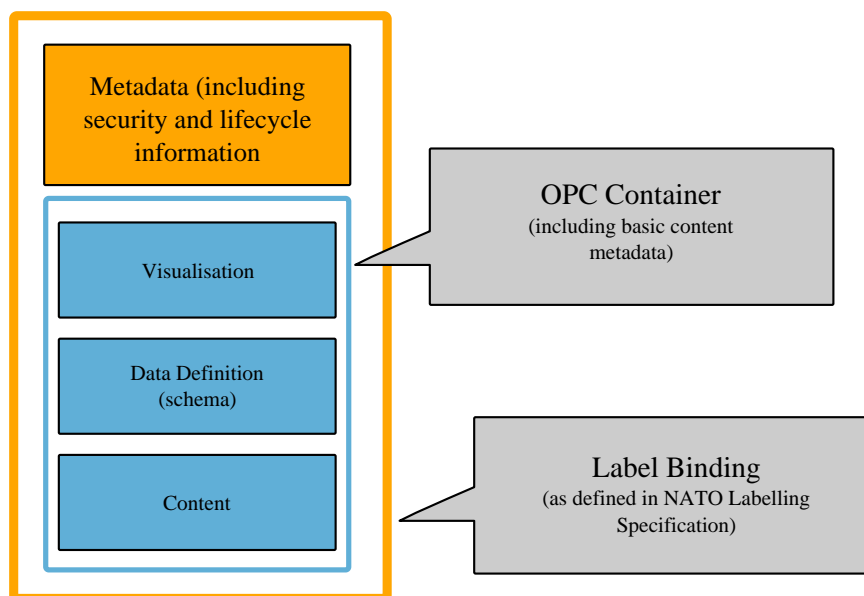 Metadata (including
security and lifecycle
information
OPC Container
(including basic content
metadata)
Visualisation
Data Definition
(schema)
Content
Label Binding
(as defined in NATO Labelling
Specification)